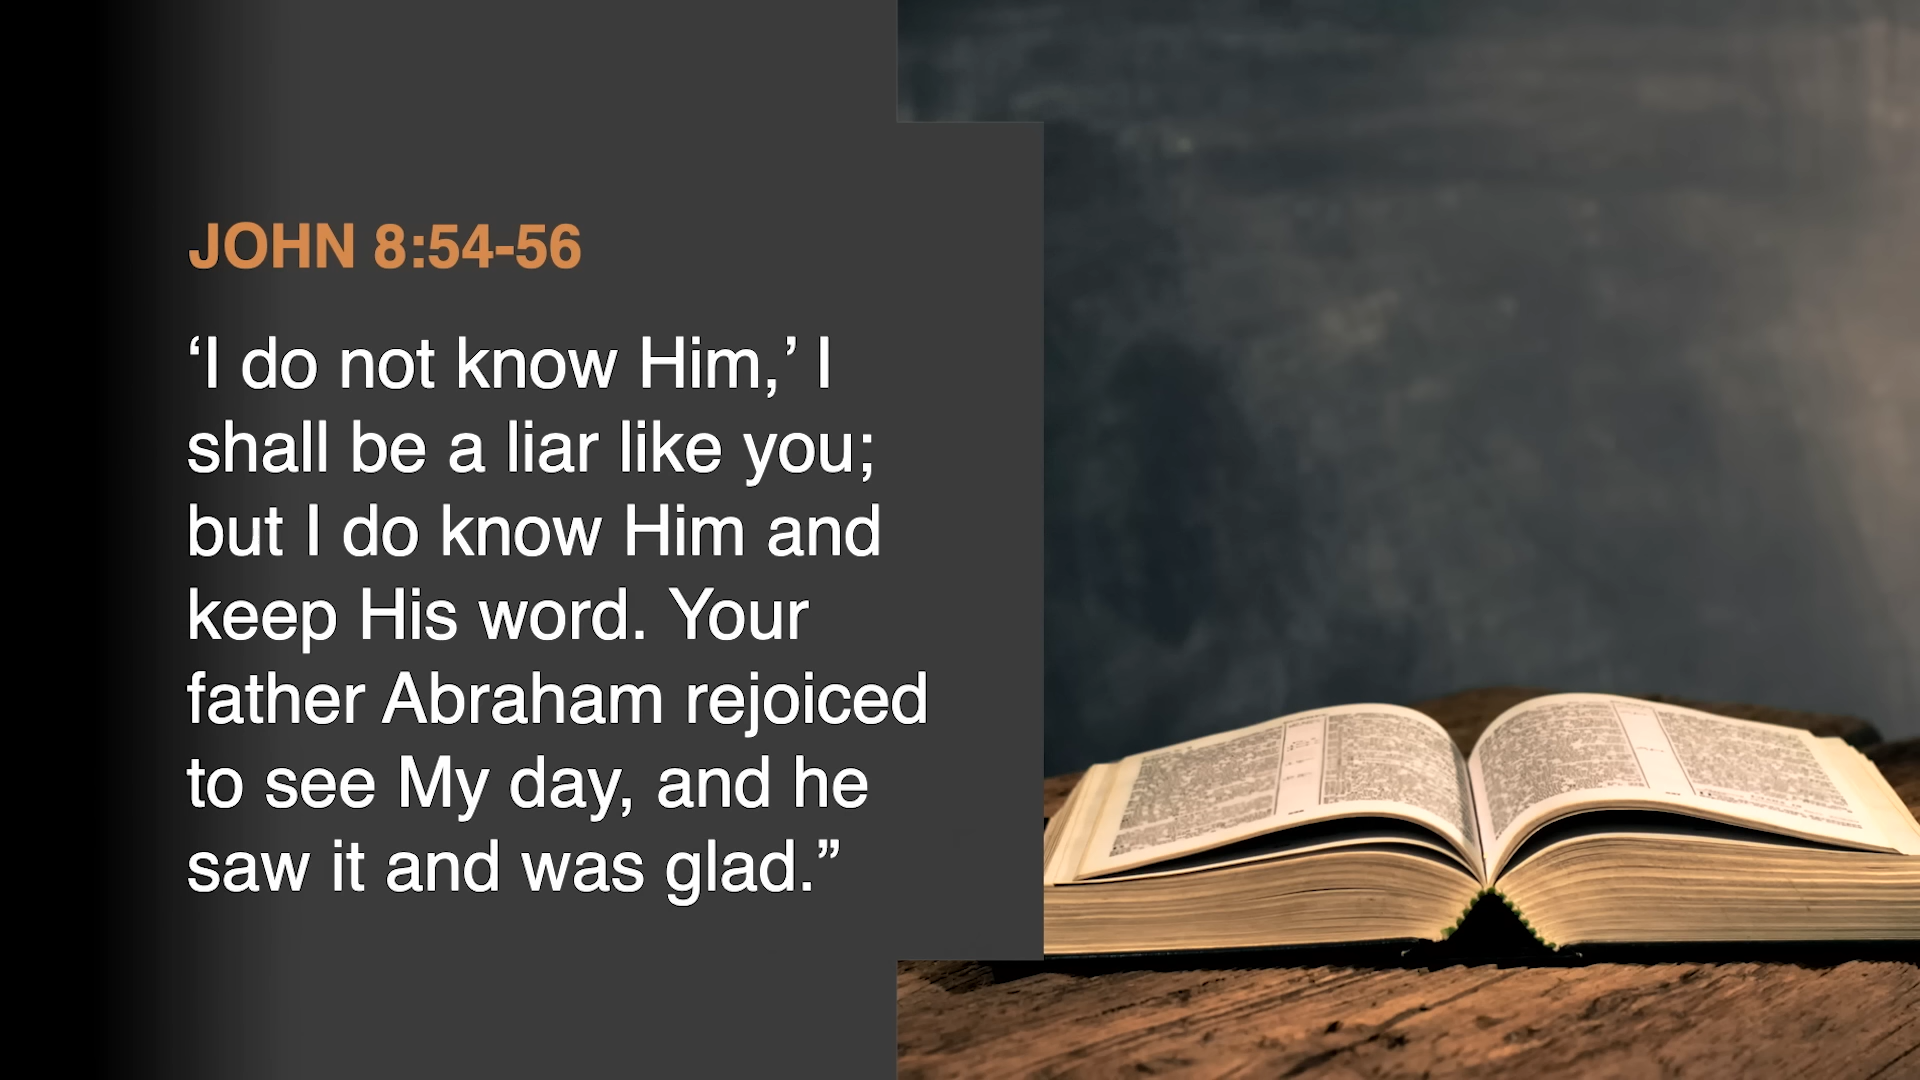 JOHN 8:54-56
‘I do not know Him,’ I
shall be a liar like you;
but I do know Him and
keep His word. Your
father Abraham rejoiced
to see My day, and he
saw it and was glad.”